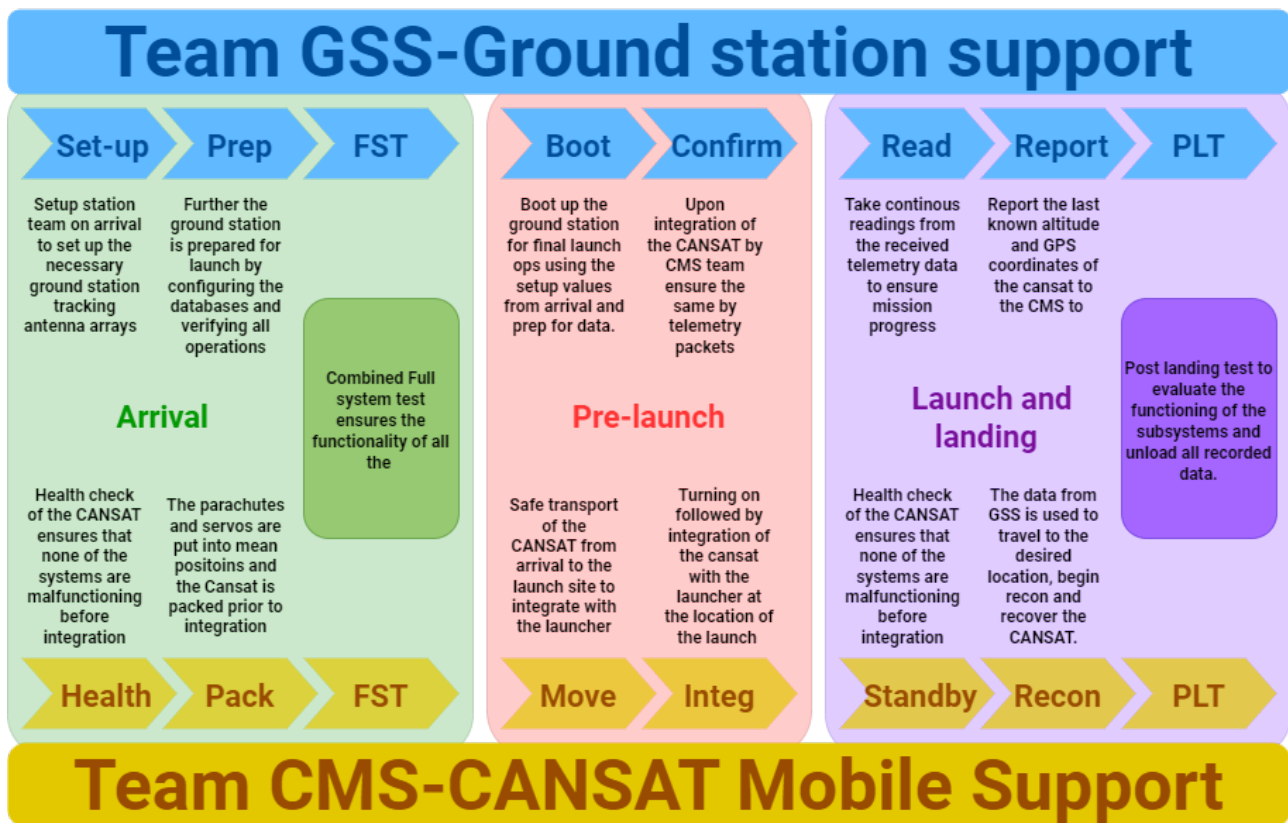 Team GSS-Ground station support
Set-up
Prep
FST
Boot
Confirm
Read
Report
PLT
Setup station
team on arrival
to set up the
necessary
ground station
tracking
antenna arrays
Further the
ground station
is prepared for
launch by
configuring the
databases and
verifying all
operations
Combined Full
system test
ensures the
functionality of all
the
Boot up the
ground station
for final launch
ops using the
setup values
from arrival and
prep for data.
Upon
integration of
the CANSAT by
CMS team
ensure the
same by
telemetry
packets
Take continous
readings from
the received
telemetry data
to ensure
mission
progress
Report the last
known altitude
and GPS
coordinates of
the cansat to
the CMS to
Post landing test to
evaluate the
functioning of the
subsystems and
unload all recorded
data.
Arrival
Pre-launch
Launch and
landing
Health check
of the CANSAT
ensures that
none of the
systems are
malfunctioning
before
integration
The parachutes
and servos are
put into mean
positoins and
the Cansat is
packed prior to
integration
Safe transport
of the
CANSAT from
arrival to the
launch site to
integrate with
the launcher
Turning on
followed by
integration of
the cansat
with the
launcher at
the location of
the launch
Health check
of the CANSAT
ensures that
none of the
systems are
malfunctioning
before
integration
The data from
GSS is used to
travel to the
desired
location, begin
recon and
recover the
CANSAT.
Health
Pack
FST
Move
Integ
Standby
Recon
PLT
Team CMS-CANSAT Mobile Support